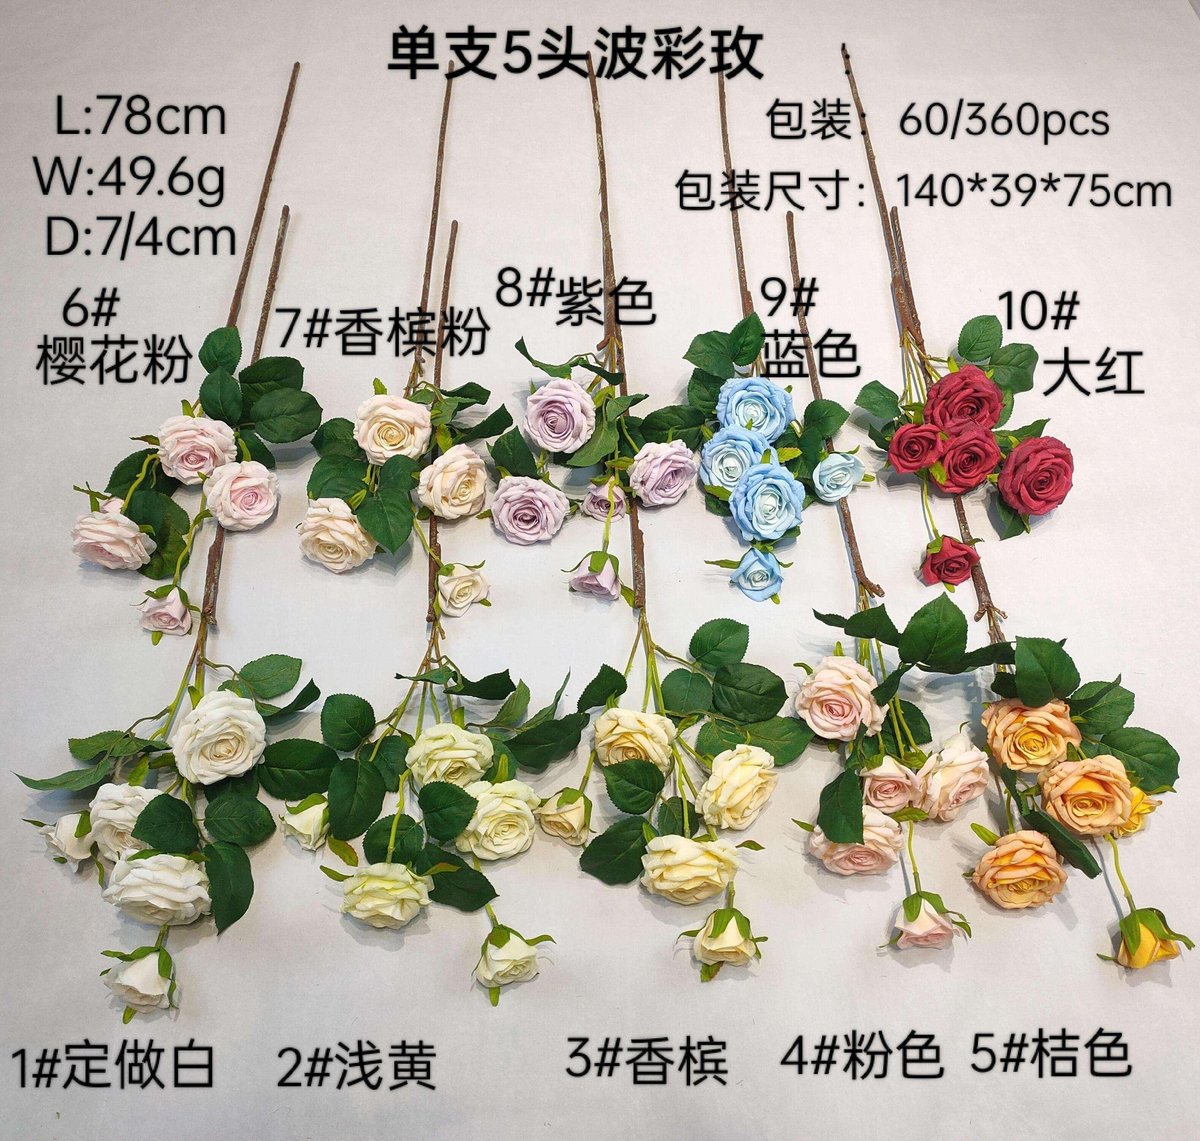 单支5头波彩玫
L:78cm
包装：60/360pcs
W:49.6g
包装尺寸：140*39*75cm
D:7/4cm
6#
樱花粉
7#香槟粉
8#紫色
9#
蓝色
10#
大红
1#定做白
2#浅黄
3#香槟
4#粉色
5#桔色